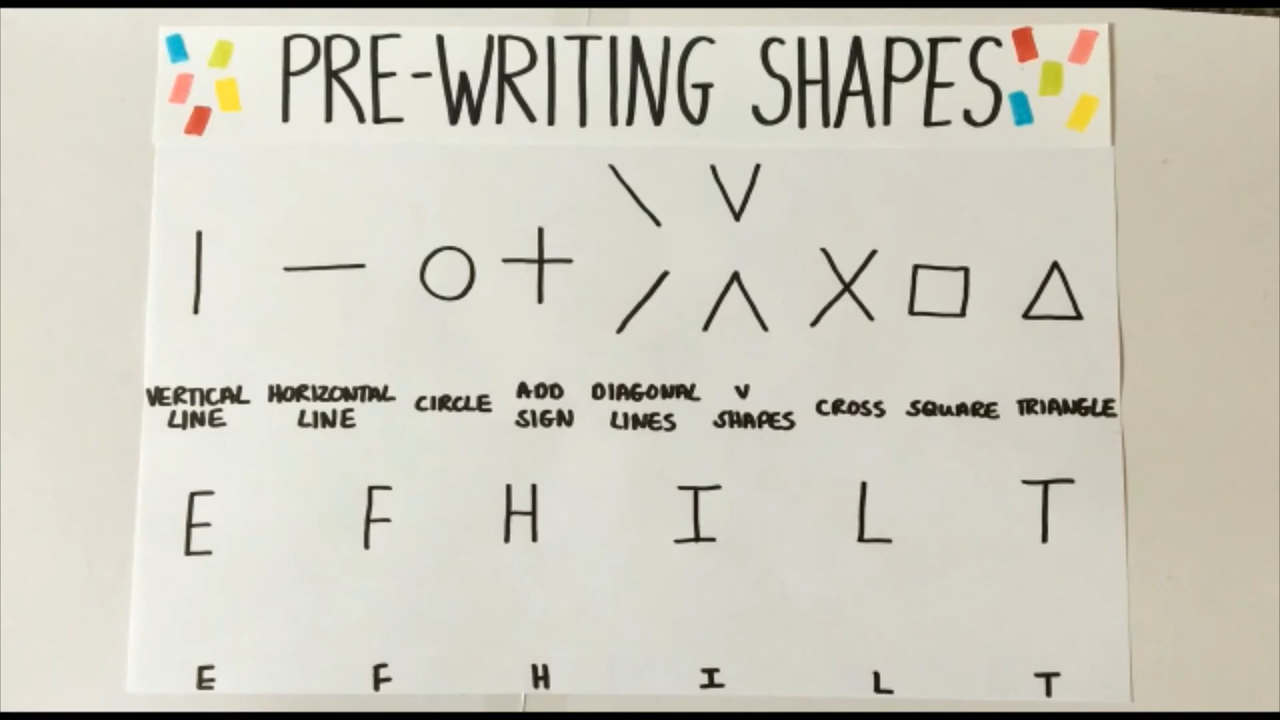 PRE-WRITING SHAPES
VERTICAL LINE HORIZONTAL LINE CIRCLE ADD SIGN DIAGONAL LINES V SHAPES CROSS SQUARE TRIANGLE
E F H I L T
E F H I L T